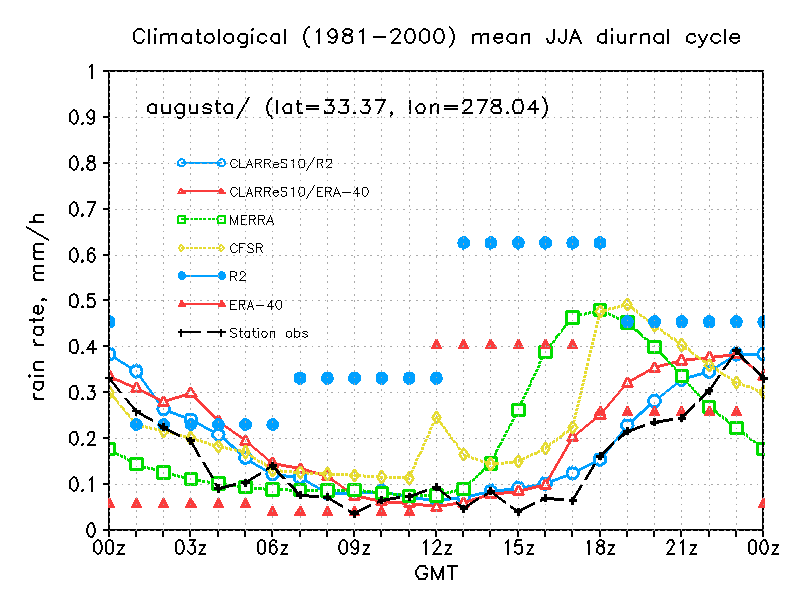 Climatological (1981-2000) mean JJA diurnal cycle
augusta/ (lat=33.37, lon=278.04)
CLARReS10/R2
CLARReS10/ERA-40
MERRA
CFSR
R2
ERA-40
Station obs
rain rate, mm/h
1
0.9
0.8
0.7
0.6
0.5
0.4
0.3
0.2
0.1
0
00z 03z 06z 09z 12z 15z 18z 21z 00z
GMT